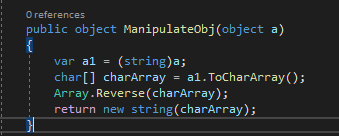 0 references
public object ManipulateObj(object a)
{
var a1 = (string)a;
char[] charArray = a1.ToCharArray();
Array.Reverse(charArray);
return new string(charArray);
}